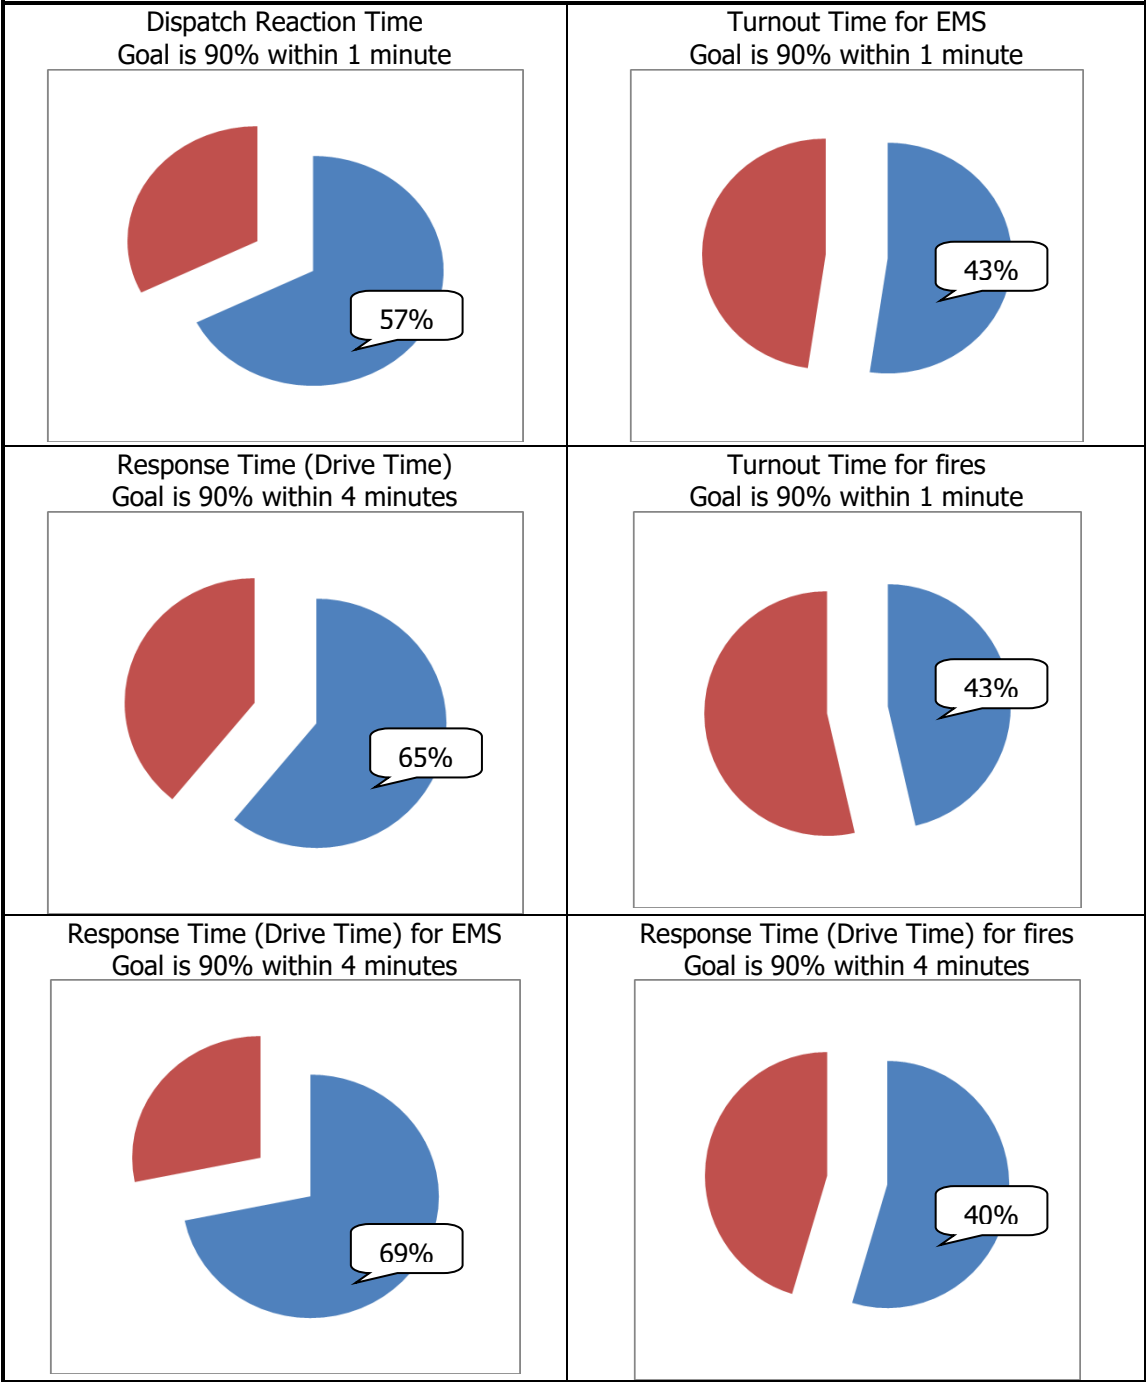 Dispatch Reaction Time
Goal is 90% within 1 minute
57%
Turnout Time for EMS
Goal is 90% within 1 minute
43%
Response Time (Drive Time)
Goal is 90% within 4 minutes
65%
Turnout Time for fires
Goal is 90% within 1 minute
43%
Response Time (Drive Time) for EMS
Goal is 90% within 4 minutes
69%
Response Time (Drive Time) for fires
Goal is 90% within 4 minutes
40%